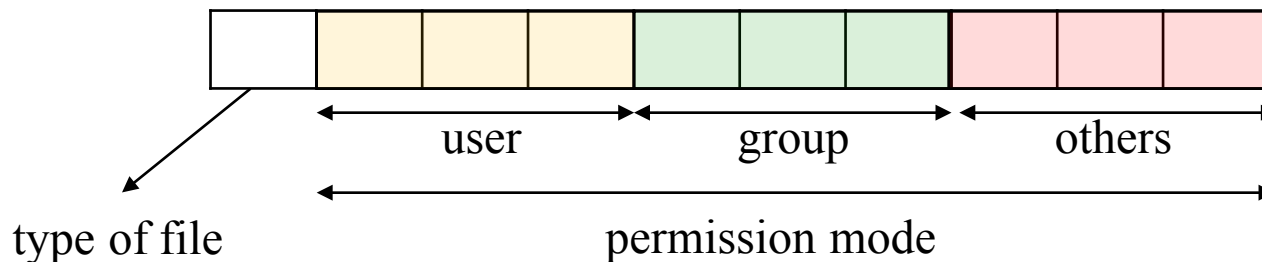 user group others
type of file permission mode